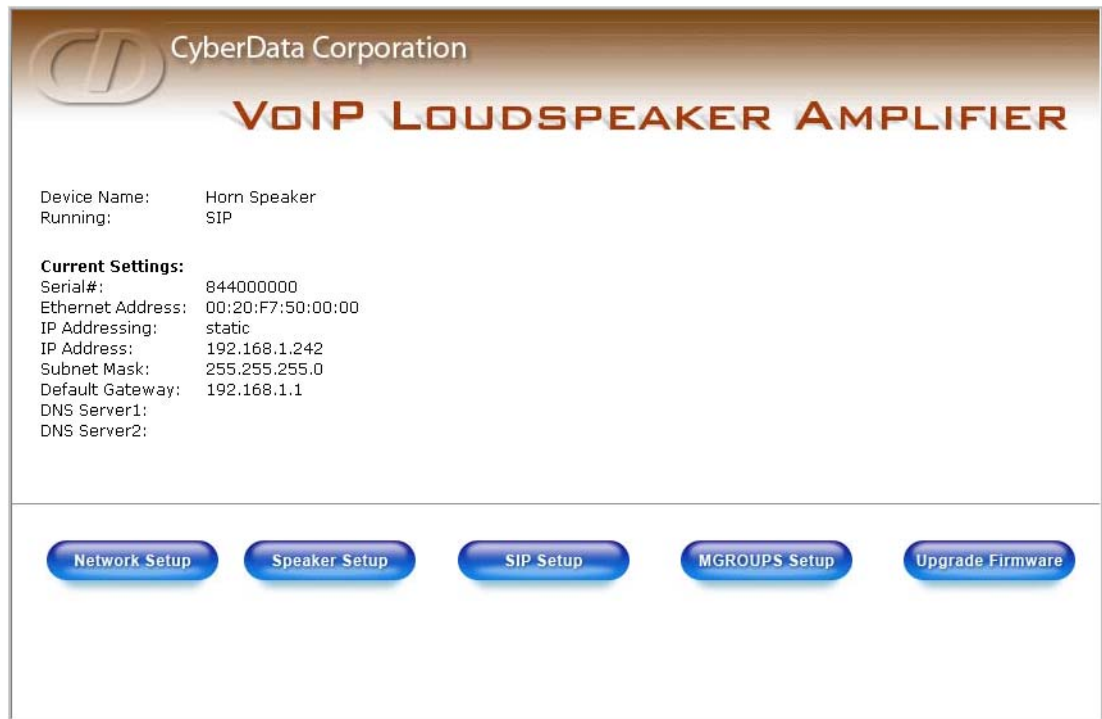 CD CyberData Corporation
VoIP Loudspeaker Amplifier
Device Name: Horn Speaker
Running: SIP
Current Settings:
Serial#: 844000000
Ethernet Address: 00:20:F7:50:00:00
IP Addressing: static
IP Address: 192.168.1.242
Subnet Mask: 255.255.255.0
Default Gateway: 192.168.1.1
DNS Server1:
DNS Server2:
Network Setup Speaker Setup SIP Setup MGROUPS Setup Upgrade Firmware